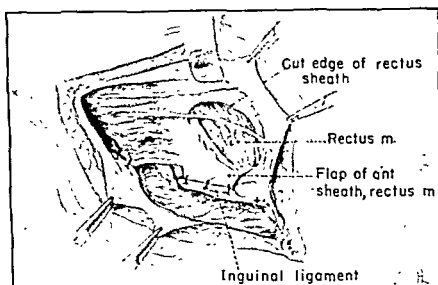 Cut edge of rectus
sheath
Rectus m.
Flap of ant
sheath, rectus m
Inguinal ligament